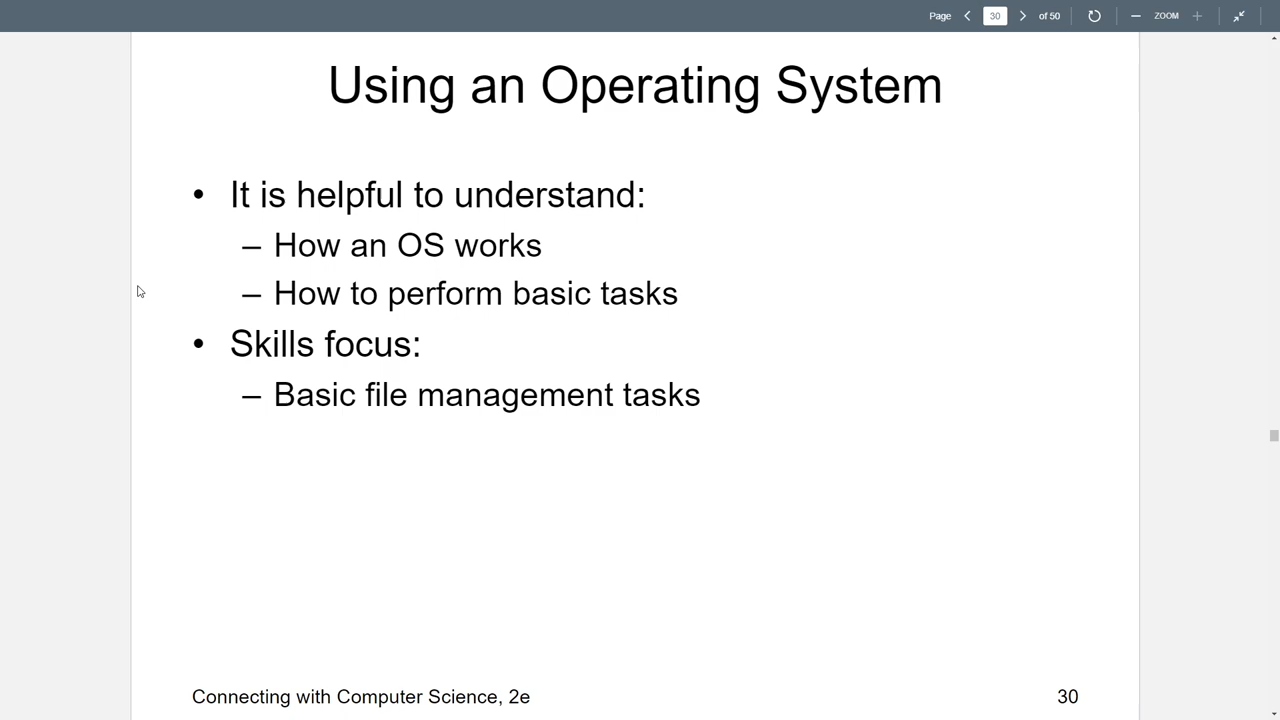 Page 30 of 50 ZOOM
Using an Operating System
• It is helpful to understand:
– How an OS works
– How to perform basic tasks
• Skills focus:
– Basic file management tasks
Connecting with Computer Science, 2e 30